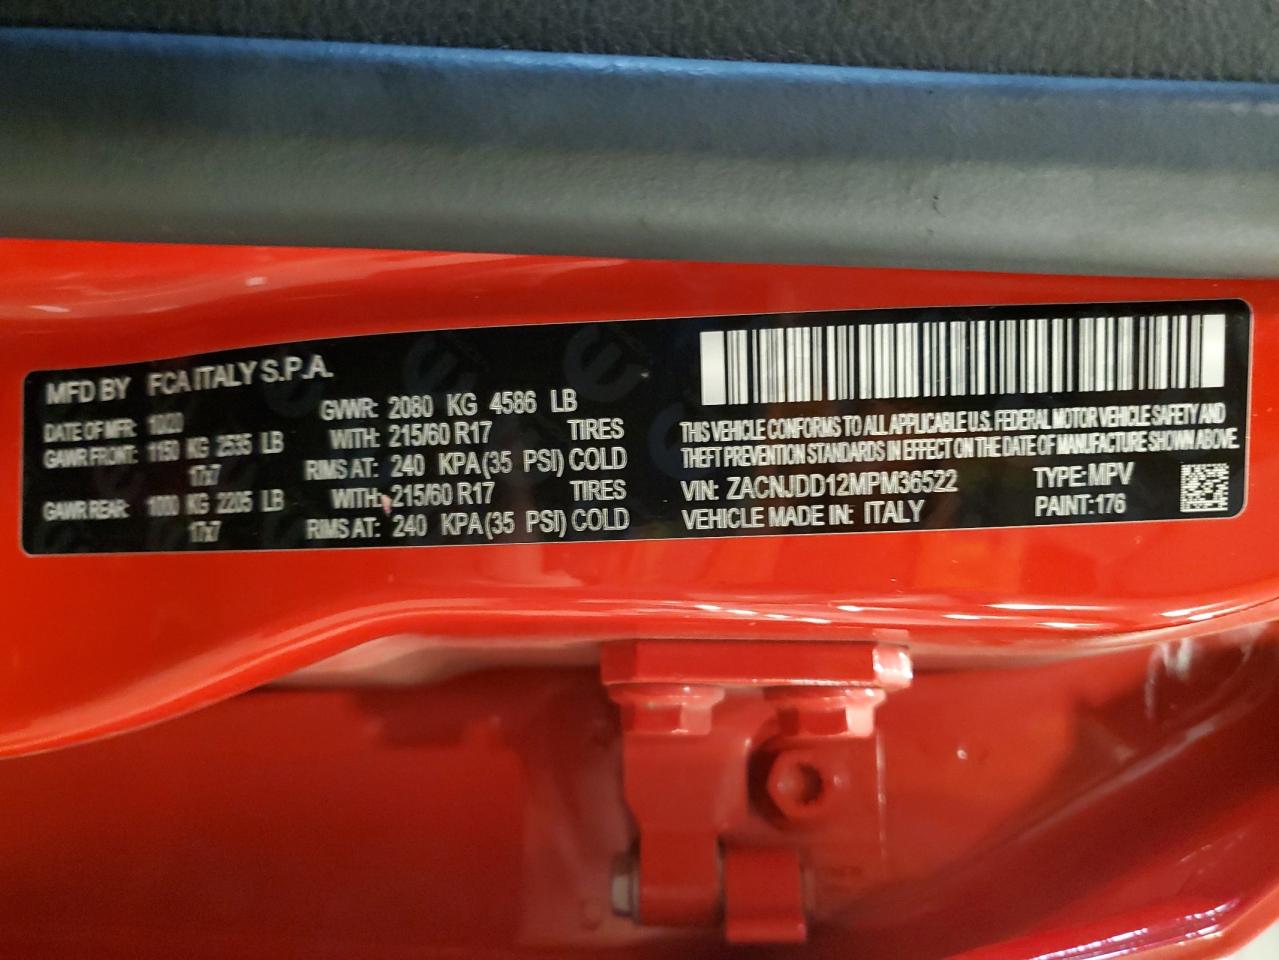 MFD BY FCA ITALY S.P.A.
DATE OF MFR: 10/20 GVWR: 2080 KG 4586 LB
GAWR FRONT: 1150 KG 2535 LB WITH: 215/60 R17 TIRES
17x7 RIMS AT: 240 KPA (35 PSI) COLD
GAWR REAR: 1000 KG 2205 LB WITH: 215/60 R17 TIRES
17x7 RIMS AT: 240 KPA (35 PSI) COLD
THIS VEHICLE CONFORMS TO ALL APPLICABLE U.S. FEDERAL MOTOR VEHICLE SAFETY AND
THEFT PREVENTION STANDARDS IN EFFECT ON THE DATE OF MANUFACTURE SHOWN ABOVE.
VIN: ZACNJDD12MPM36522 TYPE: MPV
VEHICLE MADE IN: ITALY PAINT: 176